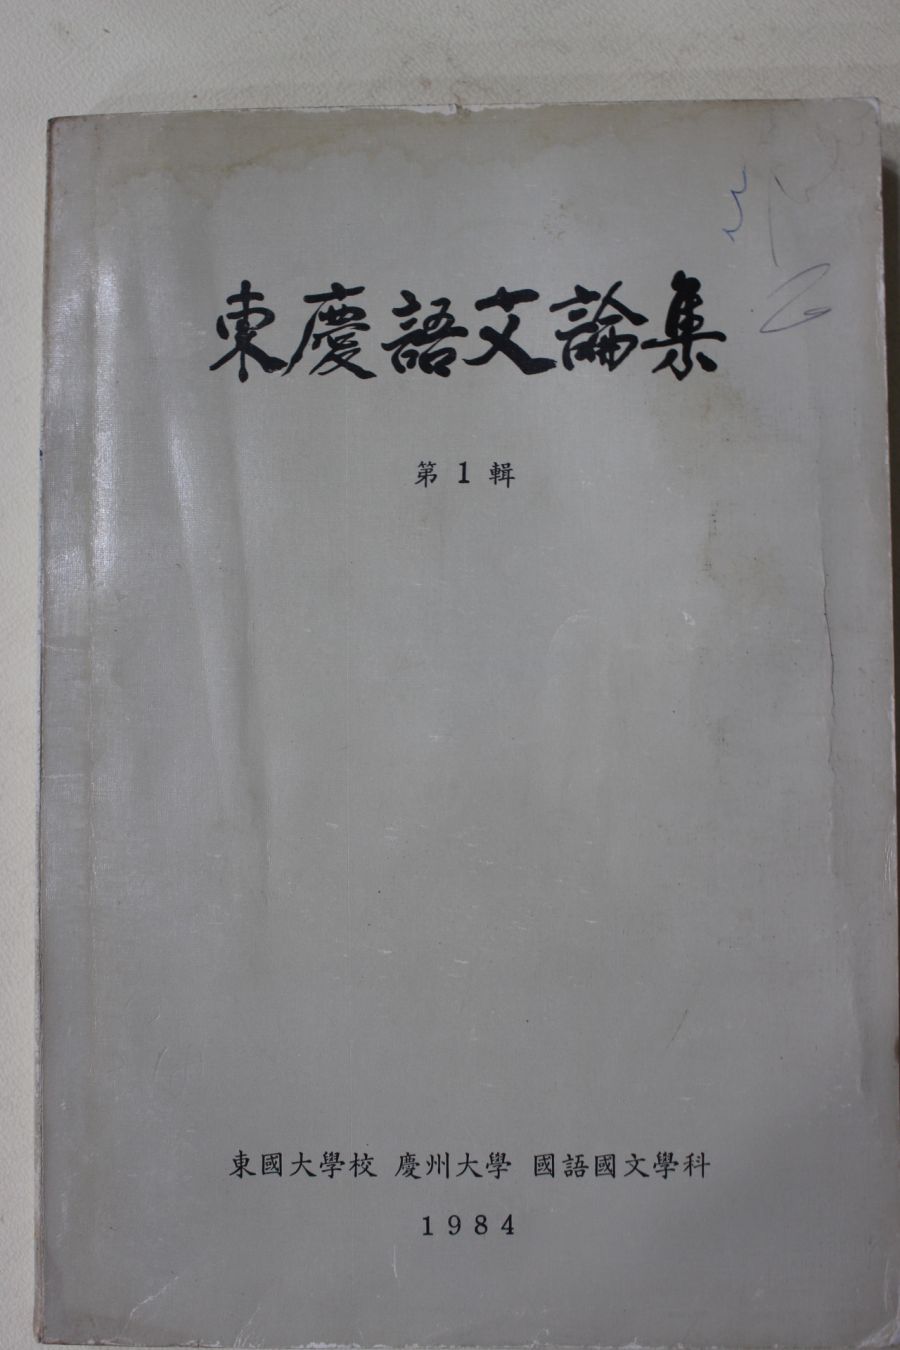 東慶語文論集
第 1 輯
東國大學校 慶州大學 國語國文學科
1984